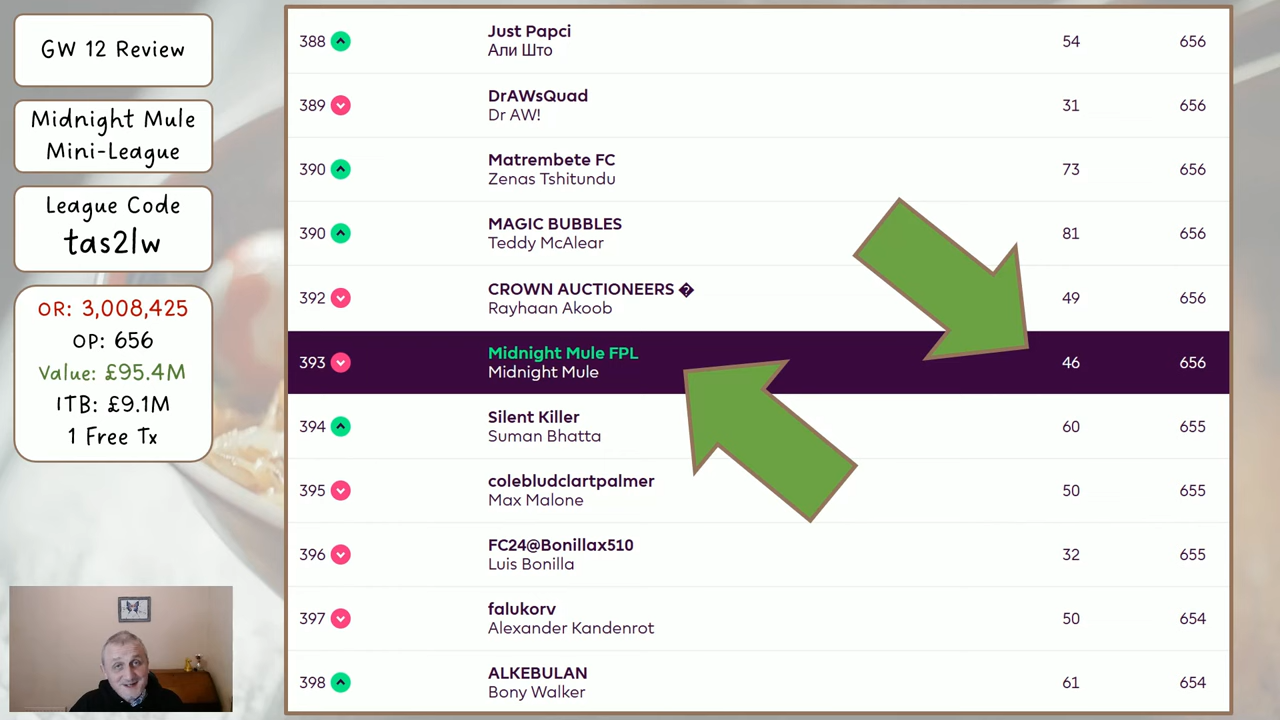 GW 12 Review
Midnight Mule
Mini-League
League Code
tas2lw
OR: 3,008,425
OP: 656
Value: £95.4M
ITB: £9.1M
1 Free Tx
388 Just Papci 54 656
Али Што
389 DrAWsQuad 31 656
Dr AW!
390 Matrembete FC 73 656
Zenas Tshitundu
390 MAGIC BUBBLES 81 656
Teddy McAlear
392 CROWN AUCTIONEERS � 49 656
Rayhaan Akoob
393 Midnight Mule FPL 46 656
Midnight Mule
394 Silent Killer 60 655
Suman Bhatta
395 colebludclartpalmer 50 655
Max Malone
396 FC24@Bonillax510 32 655
Luis Bonilla
397 falukorv 50 654
Alexander Kandenrot
398 ALKEBULAN 61 654
Bony Walker